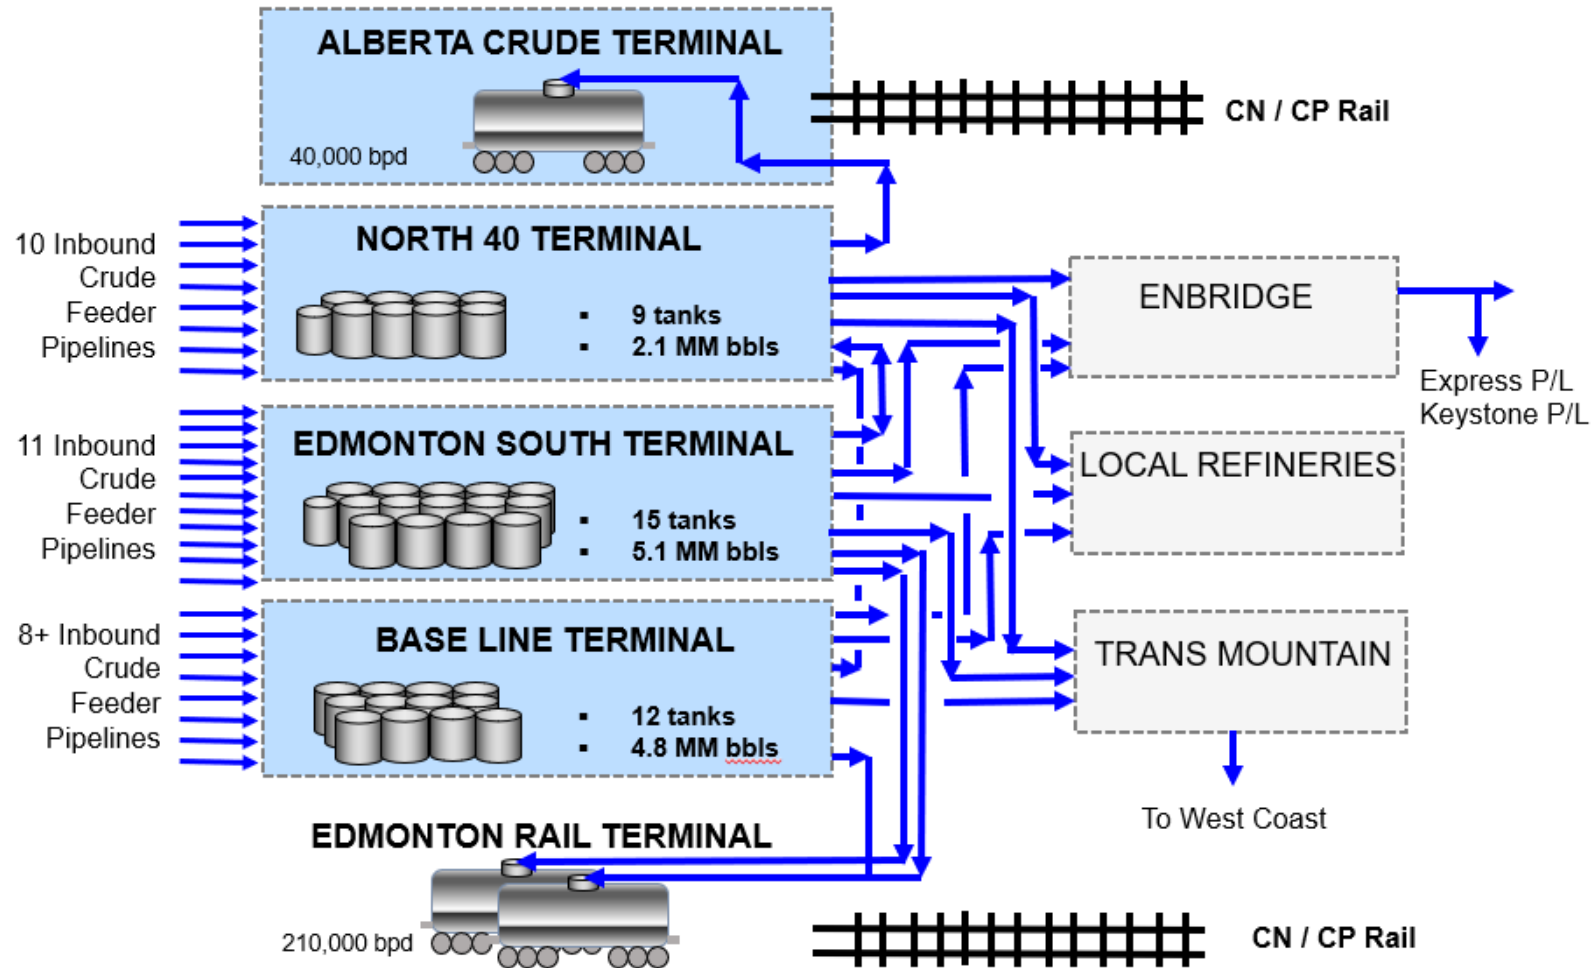 ALBERTA CRUDE TERMINAL
40,000 bpd
CN / CP Rail
10 Inbound
Crude
Feeder
Pipelines
NORTH 40 TERMINAL
▪ 9 tanks
▪ 2.1 MM bbls
ENBRIDGE
Express P/L
Keystone P/L
11 Inbound
Crude
Feeder
Pipelines
EDMONTON SOUTH TERMINAL
▪ 15 tanks
▪ 5.1 MM bbls
LOCAL REFINERIES
8+ Inbound
Crude
Feeder
Pipelines
BASE LINE TERMINAL
▪ 12 tanks
▪ 4.8 MM bbls
TRANS MOUNTAIN
To West Coast
EDMONTON RAIL TERMINAL
210,000 bpd
CN / CP Rail